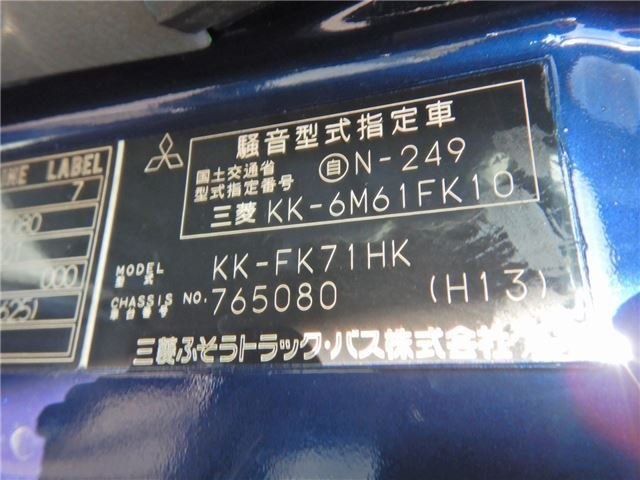 騒音型式指定車
国土交通省
型式指定番号 自N-249
三菱 KK-6M61FK10
MODEL
型式 KK-FK71HK
CHASSIS NO.
車台番号 765080 (H13)
三菱ふそうトラック・バス株式会社
LABEL
7
000